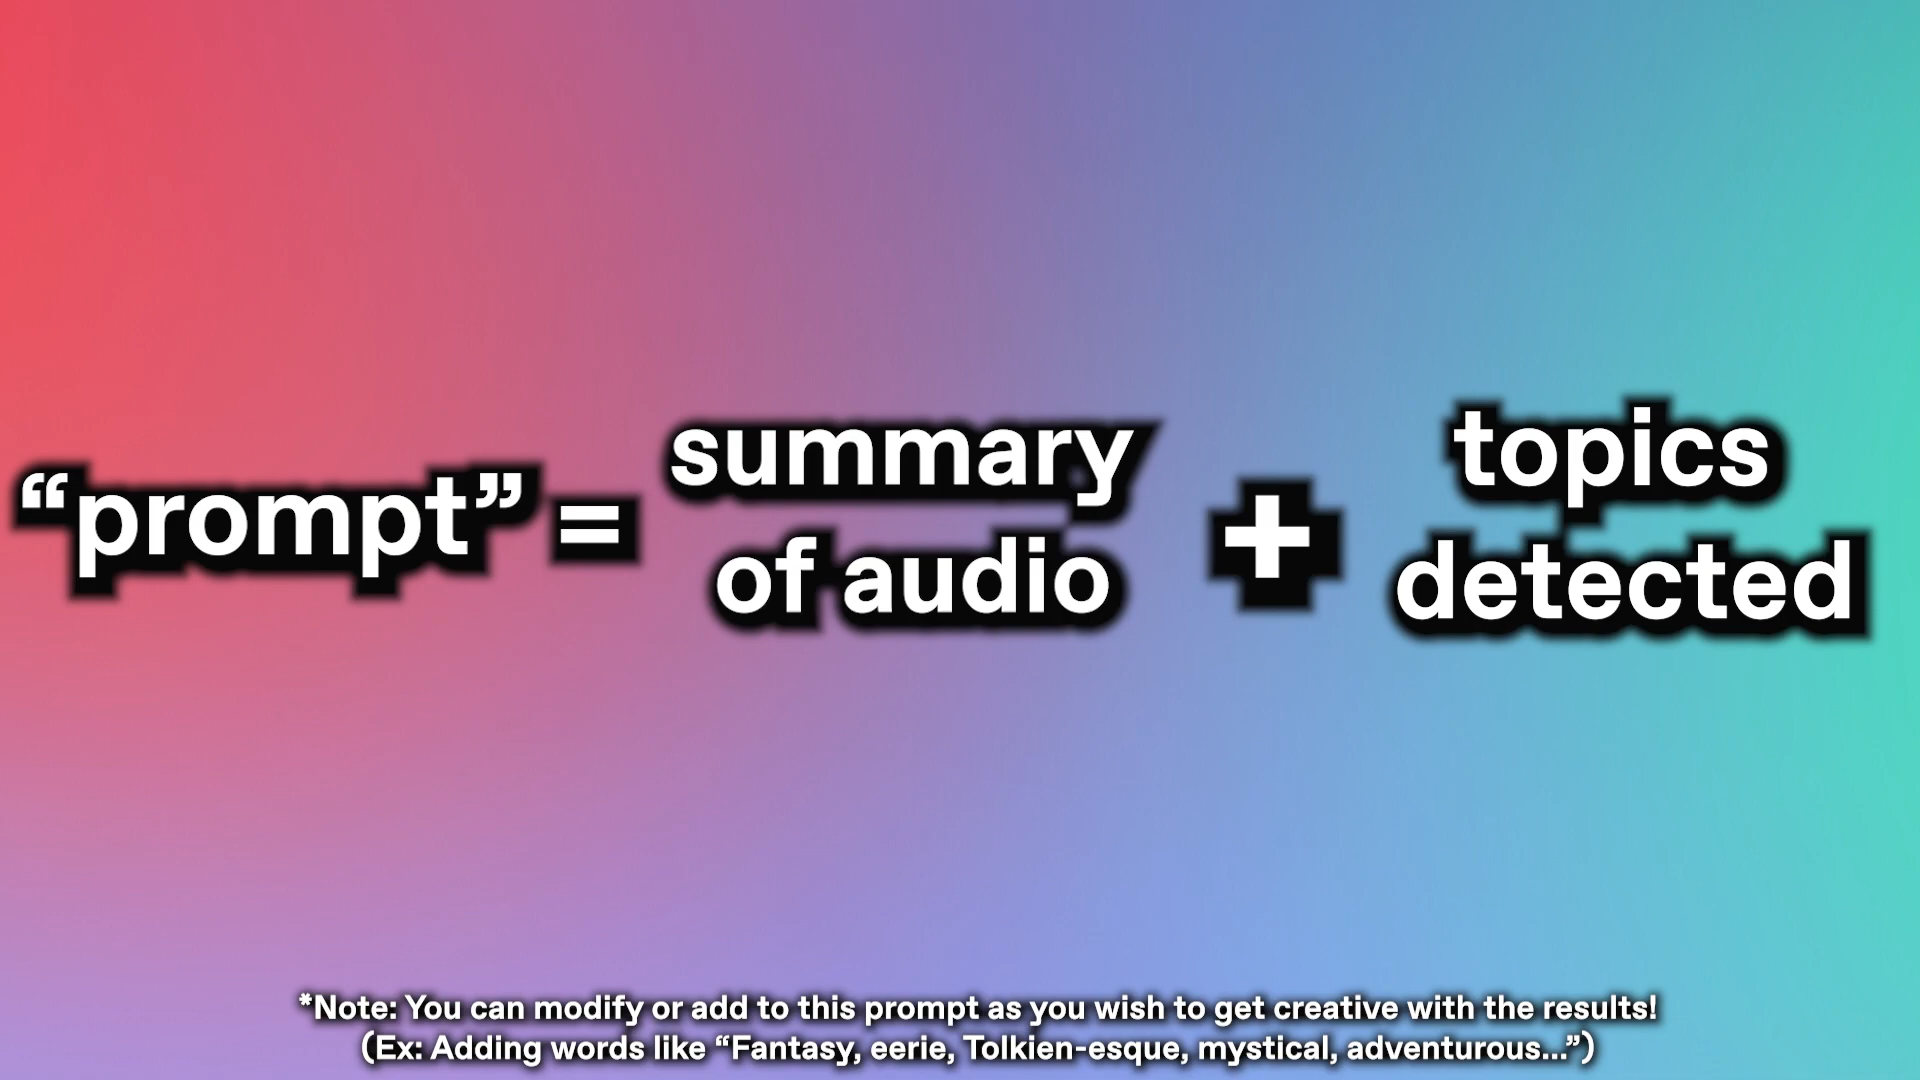 “prompt” = summary of audio + topics detected
*Note: You can modify or add to this prompt as you wish to get creative with the results!
(Ex: Adding words like “Fantasy, eerie, Tolkien-esque, mystical, adventurous...”)